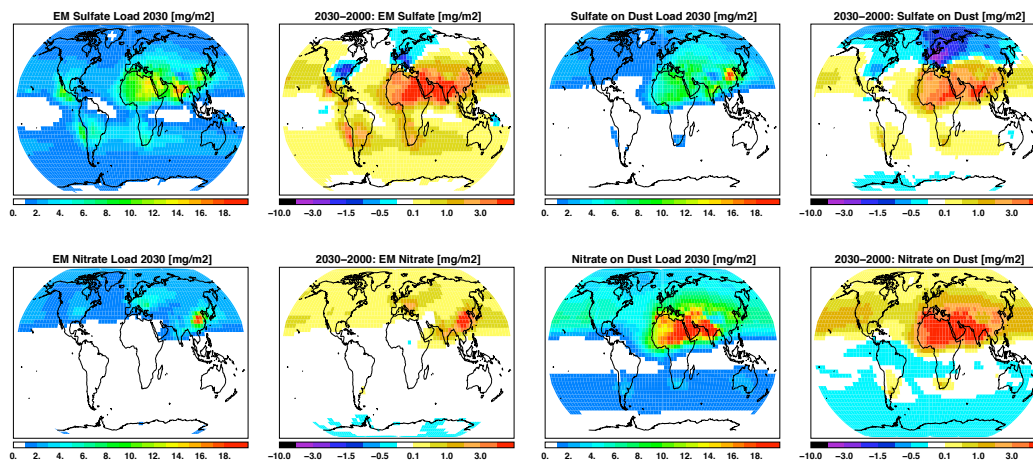 EM Sulfate Load 2030 [mg/m2]
2030−2000: EM Sulfate [mg/m2]
Sulfate on Dust Load 2030 [mg/m2]
2030−2000: Sulfate on Dust [mg/m2]
0. 2. 4. 6. 8. 10. 12. 14. 16. 18.
−10.0 −3.0 −1.5 −0.5 0.1 1.0 3.0
0. 2. 4. 6. 8. 10. 12. 14. 16. 18.
−10.0 −3.0 −1.5 −0.5 0.1 1.0 3.0
EM Nitrate Load 2030 [mg/m2]
2030−2000: EM Nitrate [mg/m2]
Nitrate on Dust Load 2030 [mg/m2]
2030−2000: Nitrate on Dust [mg/m2]
0. 2. 4. 6. 8. 10. 12. 14. 16. 18.
−10.0 −3.0 −1.5 −0.5 0.1 1.0 3.0
0. 2. 4. 6. 8. 10. 12. 14. 16. 18.
−10.0 −3.0 −1.5 −0.5 0.1 1.0 3.0